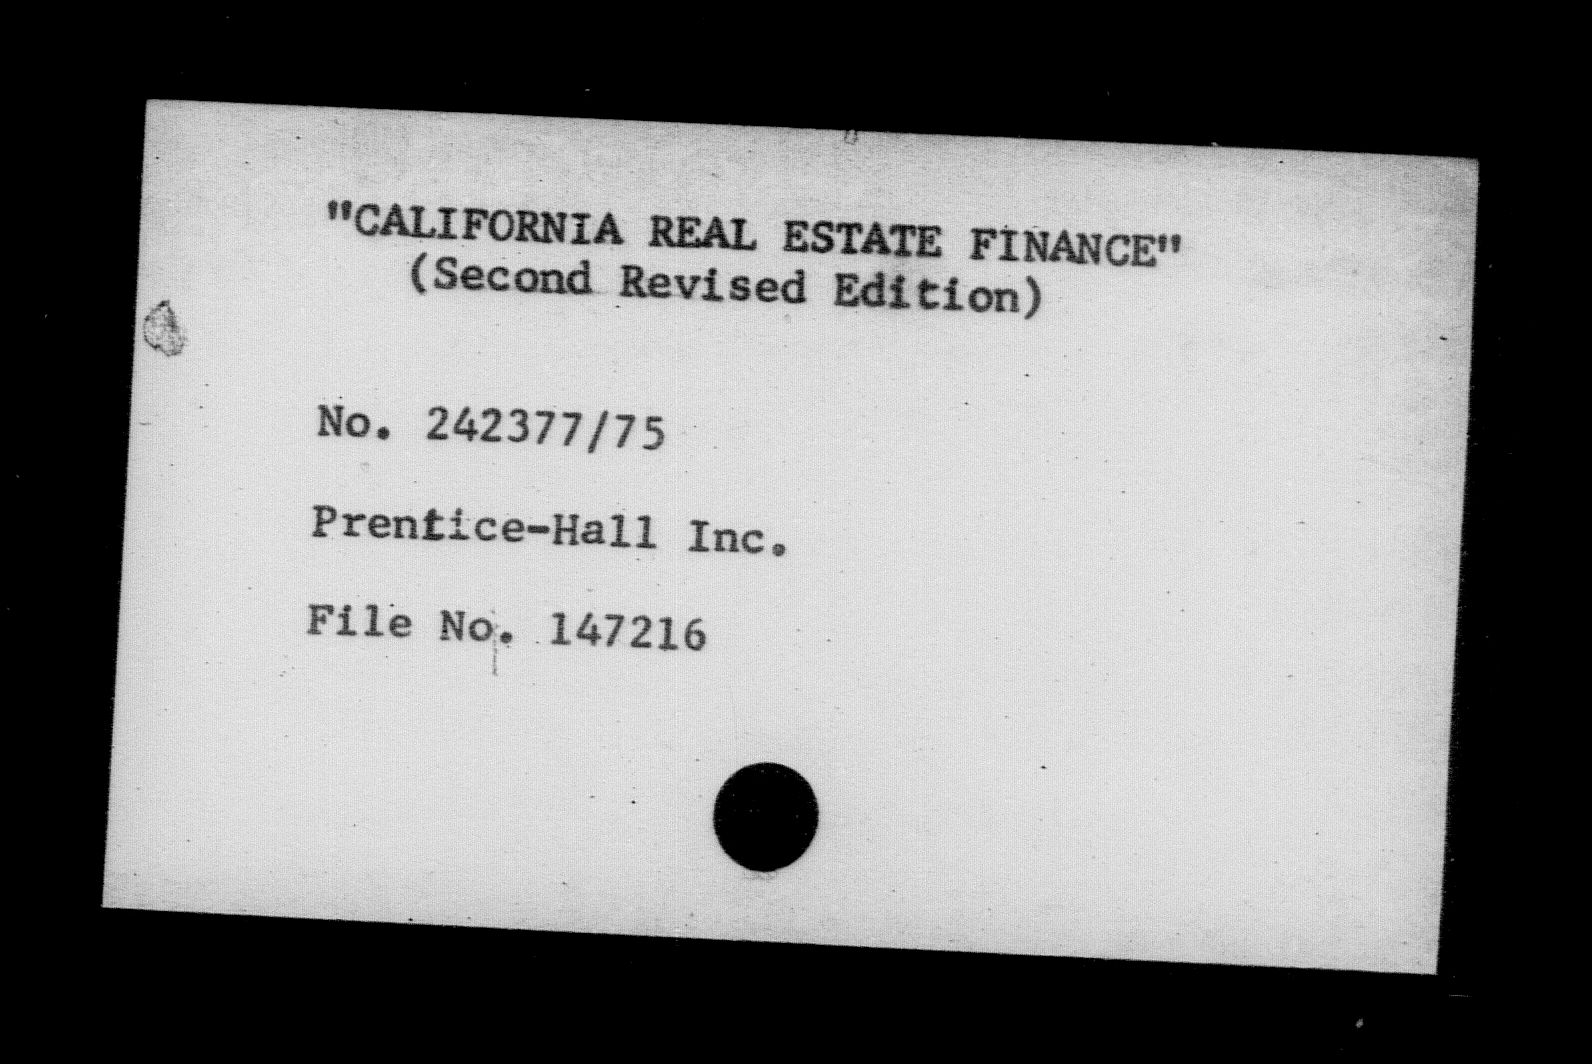 "CALIFORNIA REAL ESTATE FINANCE"
(Second Revised Edition)
No. 242377/75
Prentice-Hall Inc.
File No. 147216